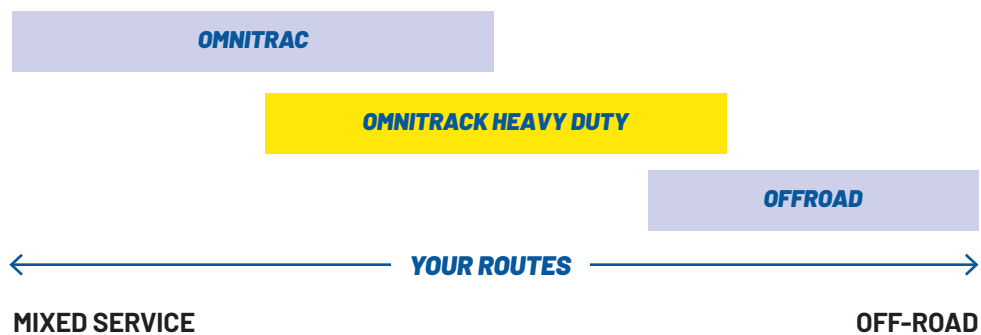 OMNITRAC
OMNITRACK HEAVY DUTY
OFFROAD
YOUR ROUTES
MIXED SERVICE
OFF-ROAD